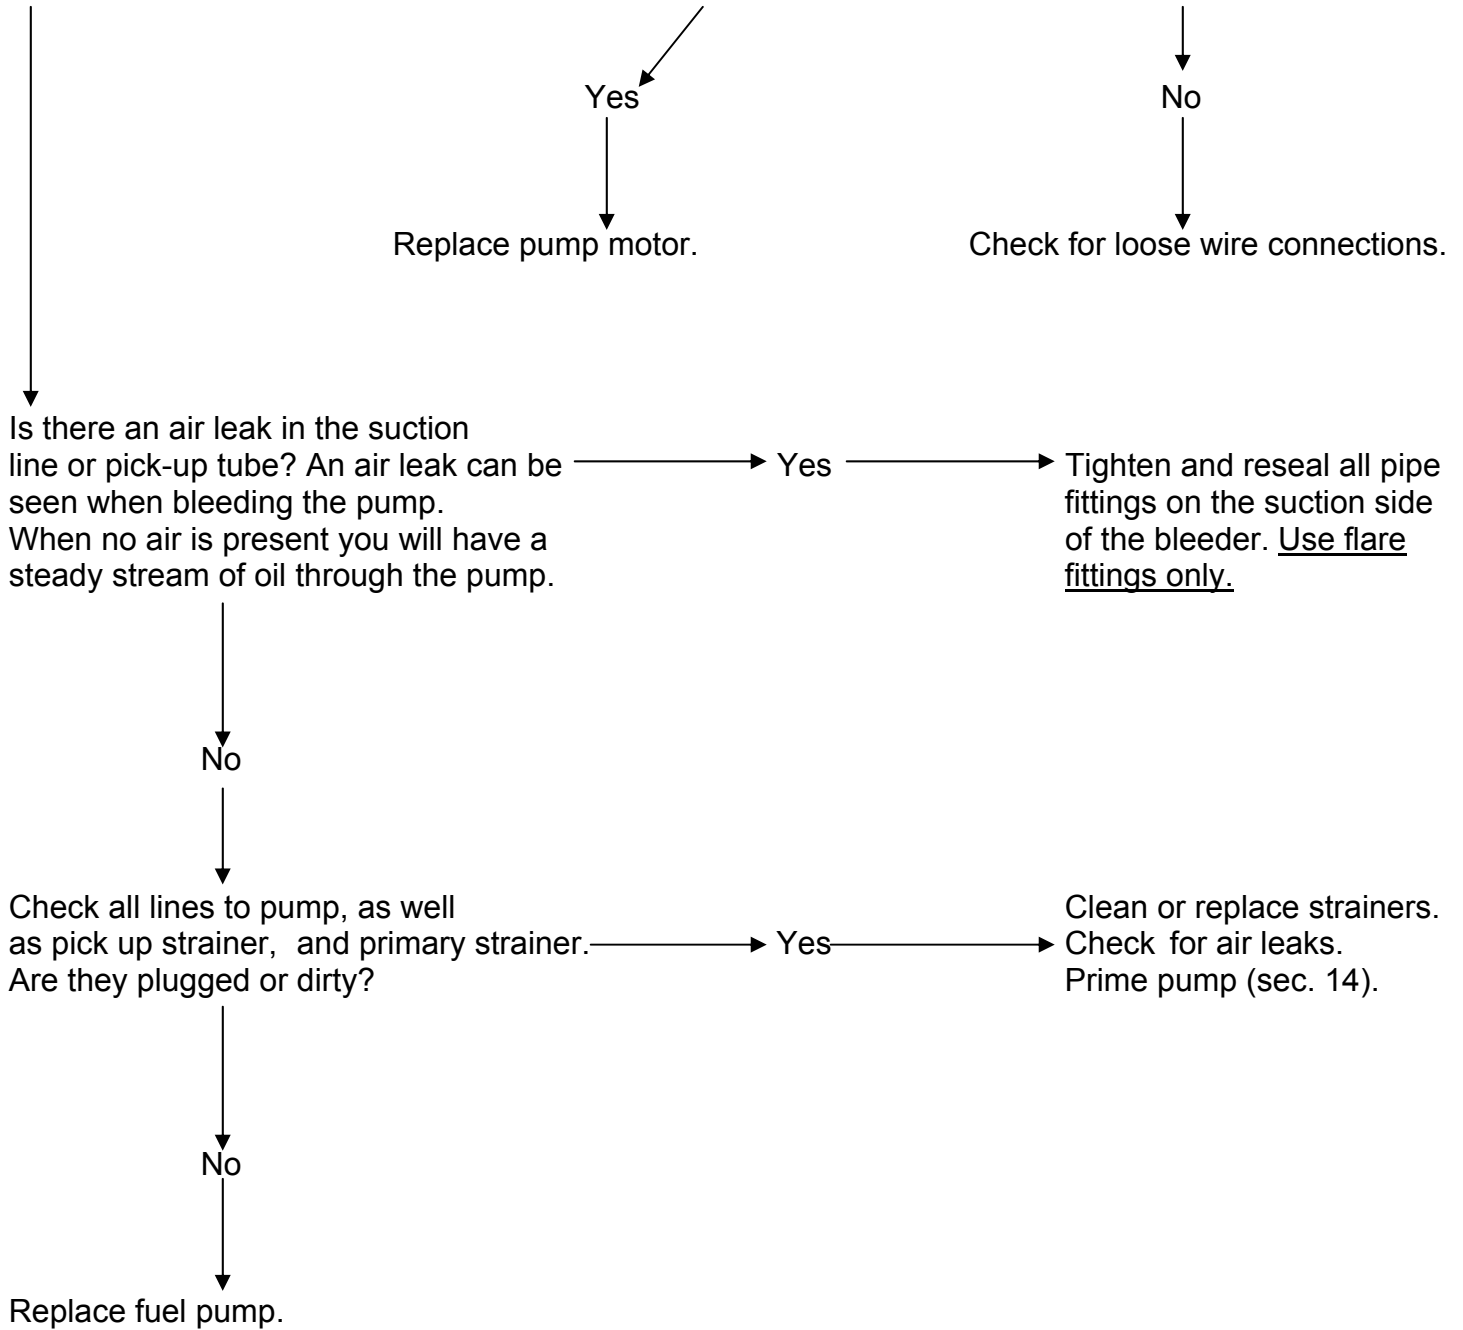 Yes
No
Replace pump motor.
Check for loose wire connections.
Is there an air leak in the suction
line or pick-up tube? An air leak can be
seen when bleeding the pump.
When no air is present you will have a
steady stream of oil through the pump.
Yes
Tighten and reseal all pipe
fittings on the suction side
of the bleeder. Use flare
fittings only.
No
Check all lines to pump, as well
as pick up strainer, and primary strainer.
Are they plugged or dirty?
Yes
Clean or replace strainers.
Check for air leaks.
Prime pump (sec. 14).
No
Replace fuel pump.